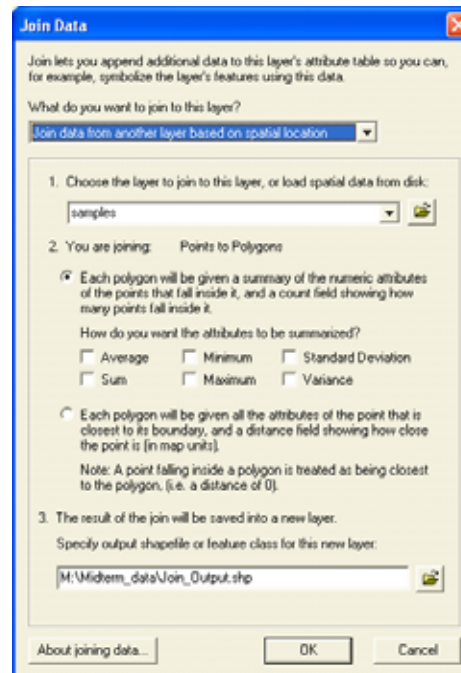 Join Data
Join lets you append additional data to this layer's attribute table so you can,
for example, symbolize the layer's features using this data.
What do you want to join to this layer?
Join data from another layer based on spatial location
1. Choose the layer to join to this layer, or load spatial data from disk:
samples
2. You are joining: Points to Polygons
Each polygon will be given a summary of the numeric attributes
of the points that fall inside it, and a count field showing how
many points fall inside it.
How do you want the attributes to be summarized?
Average Minimum Standard Deviation
Sum Maximum Variance
Each polygon will be given all the attributes of the point that is
closest to its boundary, and a distance field showing how close
the point is (in map units).
Note: A point falling inside a polygon is treated as being closest
to the polygon, (i.e. a distance of 0).
3. The result of the join will be saved into a new layer.
Specify output shapefile or feature class for this new layer:
M:\Midterm_data\Join_Output.shp
About joining data... OK Cancel